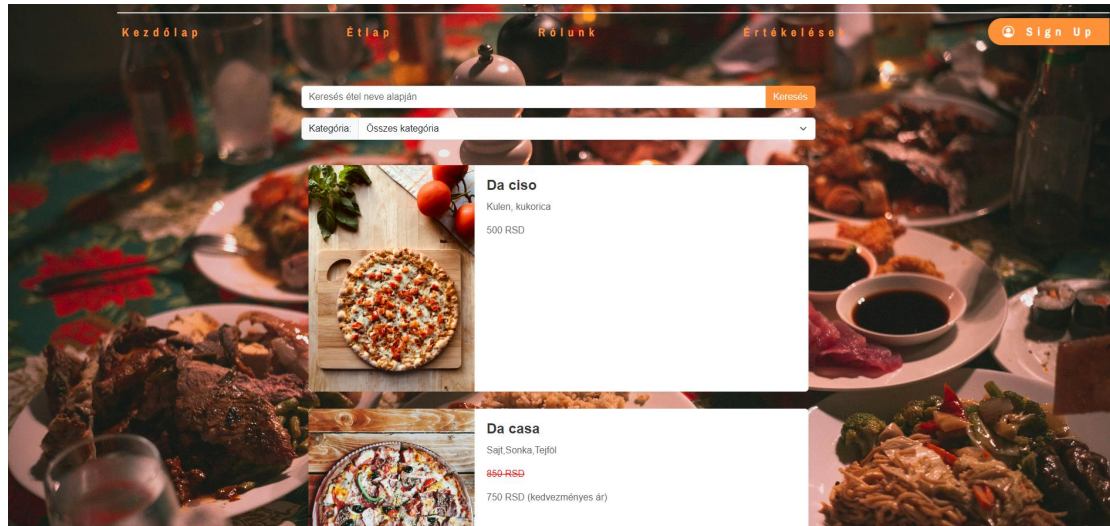 Kezdőlap Étlap Rólunk Értékelések Sign Up
Keresés étel neve alapján Keresés
Kategória: Összes kategória
Da ciso
Kulen, kukorica
500 RSD
Da casa
Sajt,Sonka,Tejföl
850 RSD
750 RSD (kedvezményes ár)